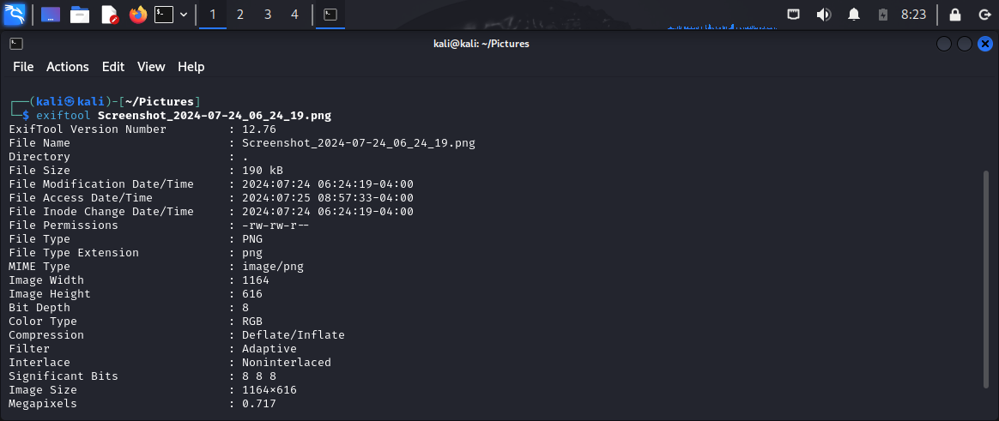 1 2 3 4 8:23
kali@kali: ~/Pictures
File Actions Edit View Help
┌──(kali㉿kali)-[~/Pictures]
└─$ exiftool Screenshot_2024-07-24_06_24_19.png
ExifTool Version Number : 12.76
File Name : Screenshot_2024-07-24_06_24_19.png
Directory : .
File Size : 190 kB
File Modification Date/Time : 2024:07:24 06:24:19-04:00
File Access Date/Time : 2024:07:25 08:57:33-04:00
File Inode Change Date/Time : 2024:07:24 06:24:19-04:00
File Permissions : -rw-rw-r--
File Type : PNG
File Type Extension : png
MIME Type : image/png
Image Width : 1164
Image Height : 616
Bit Depth : 8
Color Type : RGB
Compression : Deflate/Inflate
Filter : Adaptive
Interlace : Noninterlaced
Significant Bits : 8 8 8
Image Size : 1164×616
Megapixels : 0.717